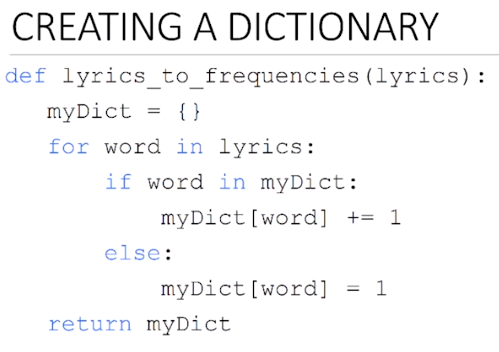 CREATING A DICTIONARY
def lyrics_to_frequencies(lyrics):
    myDict = {}
    for word in lyrics:
        if word in myDict:
            myDict[word] += 1
        else:
            myDict[word] = 1
    return myDict